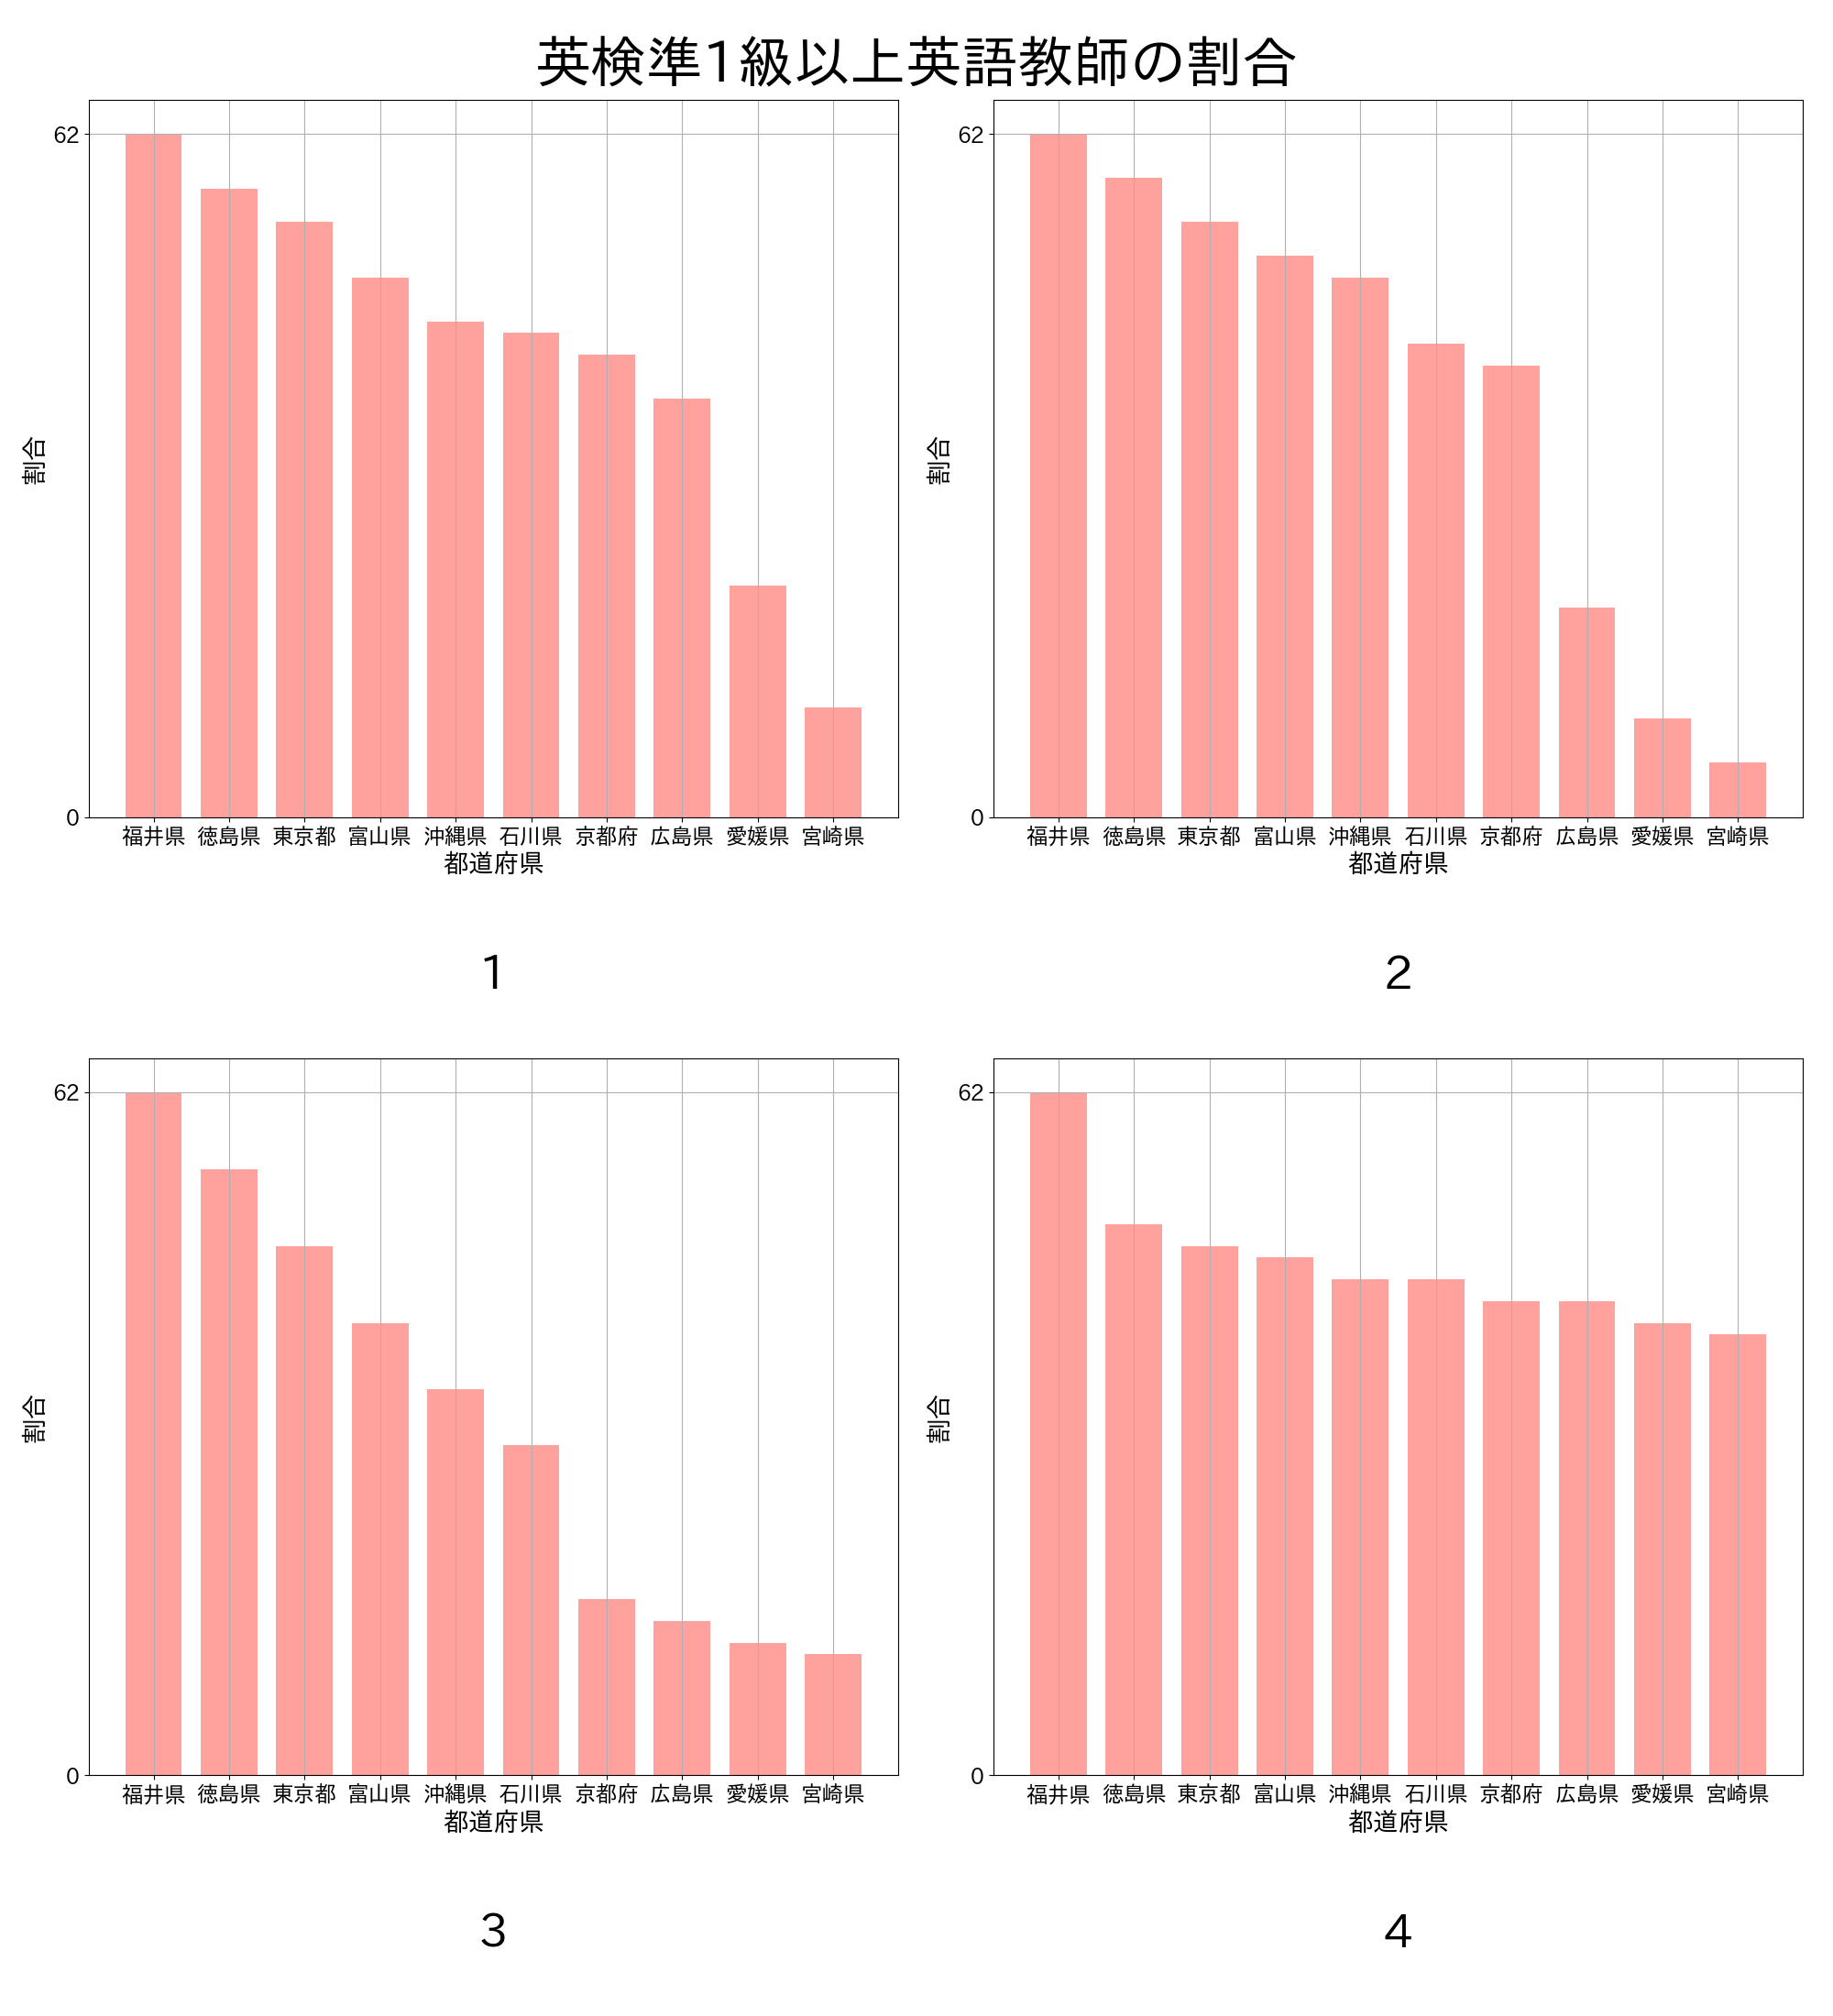 英検準1級以上英語教師の割合
62
0
割合
福井県 徳島県 東京都 富山県 沖縄県 石川県 京都府 広島県 愛媛県 宮崎県
都道府県
1
62
0
割合
福井県 徳島県 東京都 富山県 沖縄県 石川県 京都府 広島県 愛媛県 宮崎県
都道府県
2
62
0
割合
福井県 徳島県 東京都 富山県 沖縄県 石川県 京都府 広島県 愛媛県 宮崎県
都道府県
3
62
0
割合
福井県 徳島県 東京都 富山県 沖縄県 石川県 京都府 広島県 愛媛県 宮崎県
都道府県
4